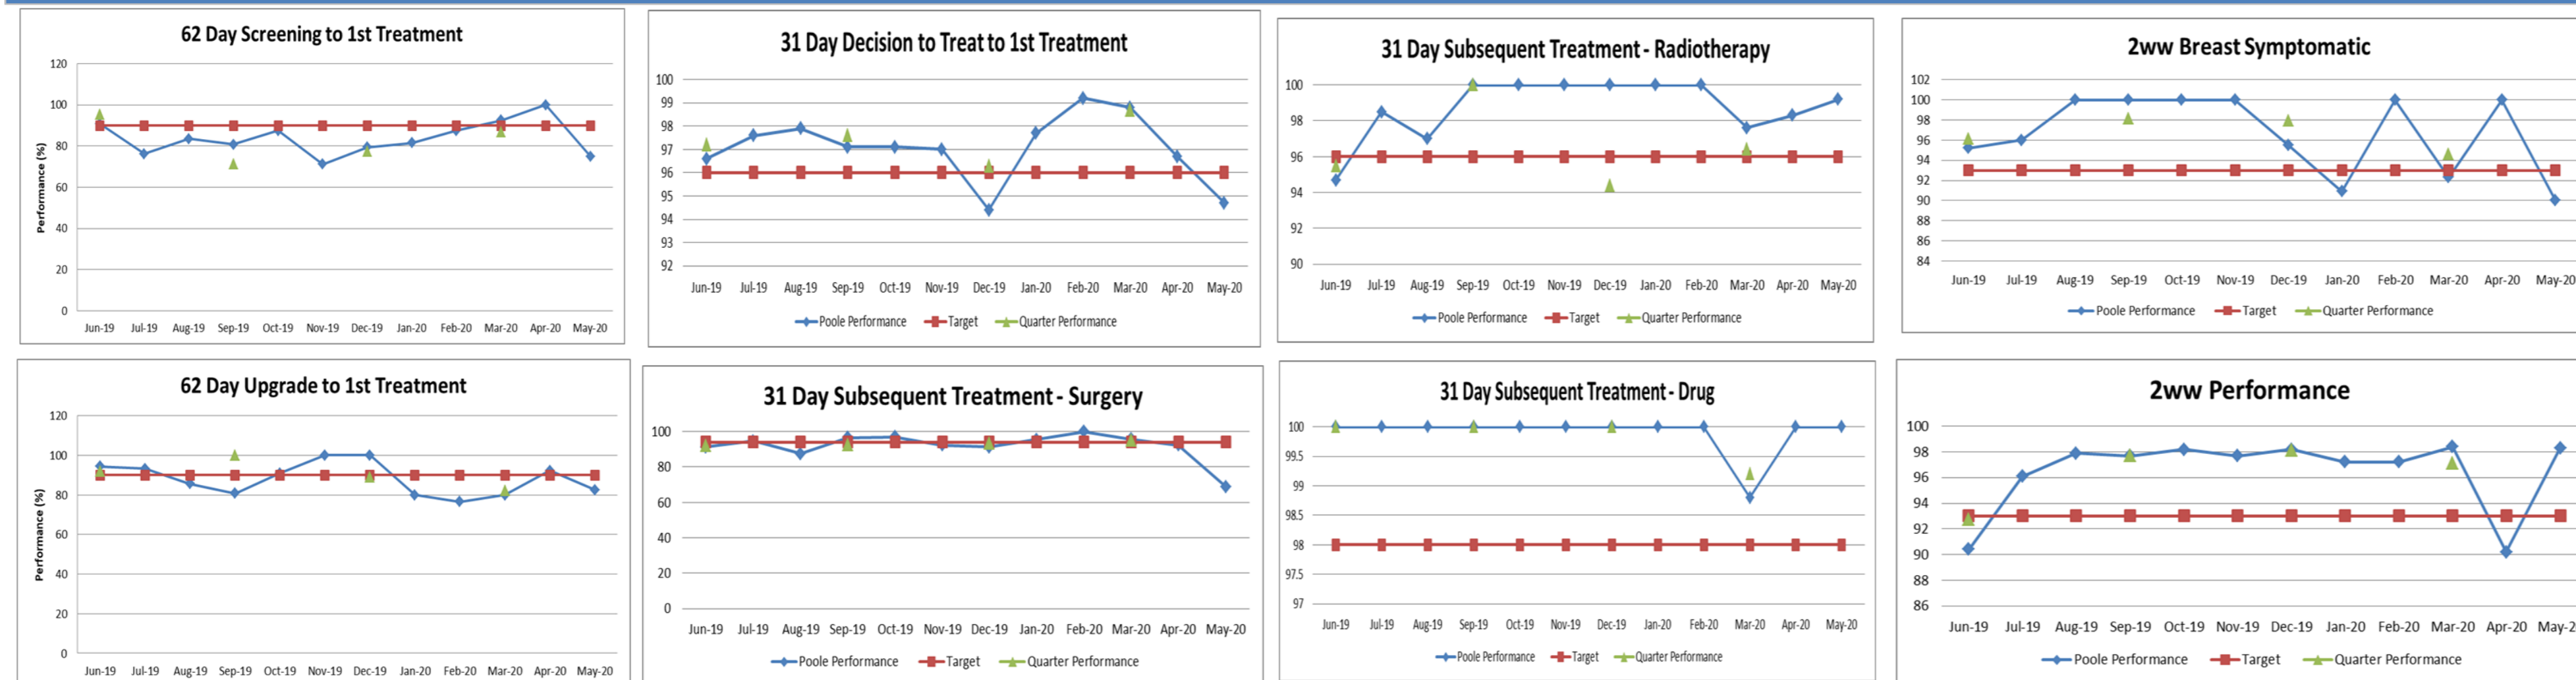 62 Day Screening to 1st Treatment
Performance (%)
120
100
80
60
40
20
0
Jun-19 Jul-19 Aug-19 Sep-19 Oct-19 Nov-19 Dec-19 Jan-20 Feb-20 Mar-20 Apr-20 May-20
31 Day Decision to Treat to 1st Treatment
100
99
98
97
96
95
94
93
92
Jun-19 Jul-19 Aug-19 Sep-19 Oct-19 Nov-19 Dec-19 Jan-20 Feb-20 Mar-20 Apr-20 May-20
Poole Performance Target Quarter Performance
31 Day Subsequent Treatment - Radiotherapy
100
98
96
94
92
90
Jun-19 Jul-19 Aug-19 Sep-19 Oct-19 Nov-19 Dec-19 Jan-20 Feb-20 Mar-20 Apr-20 May-20
Poole Performance Target Quarter Performance
2ww Breast Symptomatic
102
100
98
96
94
92
90
88
86
84
Jun-19 Jul-19 Aug-19 Sep-19 Oct-19 Nov-19 Dec-19 Jan-20 Feb-20 Mar-20 Apr-20 May-20
Poole Performance Target Quarter Performance
62 Day Upgrade to 1st Treatment
Performance (%)
120
100
80
60
40
20
0
Jun-19 Jul-19 Aug-19 Sep-19 Oct-19 Nov-19 Dec-19 Jan-20 Feb-20 Mar-20 Apr-20 May-20
31 Day Subsequent Treatment - Surgery
100
80
60
40
20
0
Jun-19 Jul-19 Aug-19 Sep-19 Oct-19 Nov-19 Dec-19 Jan-20 Feb-20 Mar-20 Apr-20 May-20
Poole Performance Target Quarter Performance
31 Day Subsequent Treatment - Drug
100
99.5
99
98.5
98
97.5
97
Jun-19 Jul-19 Aug-19 Sep-19 Oct-19 Nov-19 Dec-19 Jan-20 Feb-20 Mar-20 Apr-20 May-20
Poole Performance Target Quarter Performance
2ww Performance
100
98
96
94
92
90
88
86
Jun-19 Jul-19 Aug-19 Sep-19 Oct-19 Nov-19 Dec-19 Jan-20 Feb-20 Mar-20 Apr-20 May-2
Poole Performance Target Quarter Performance